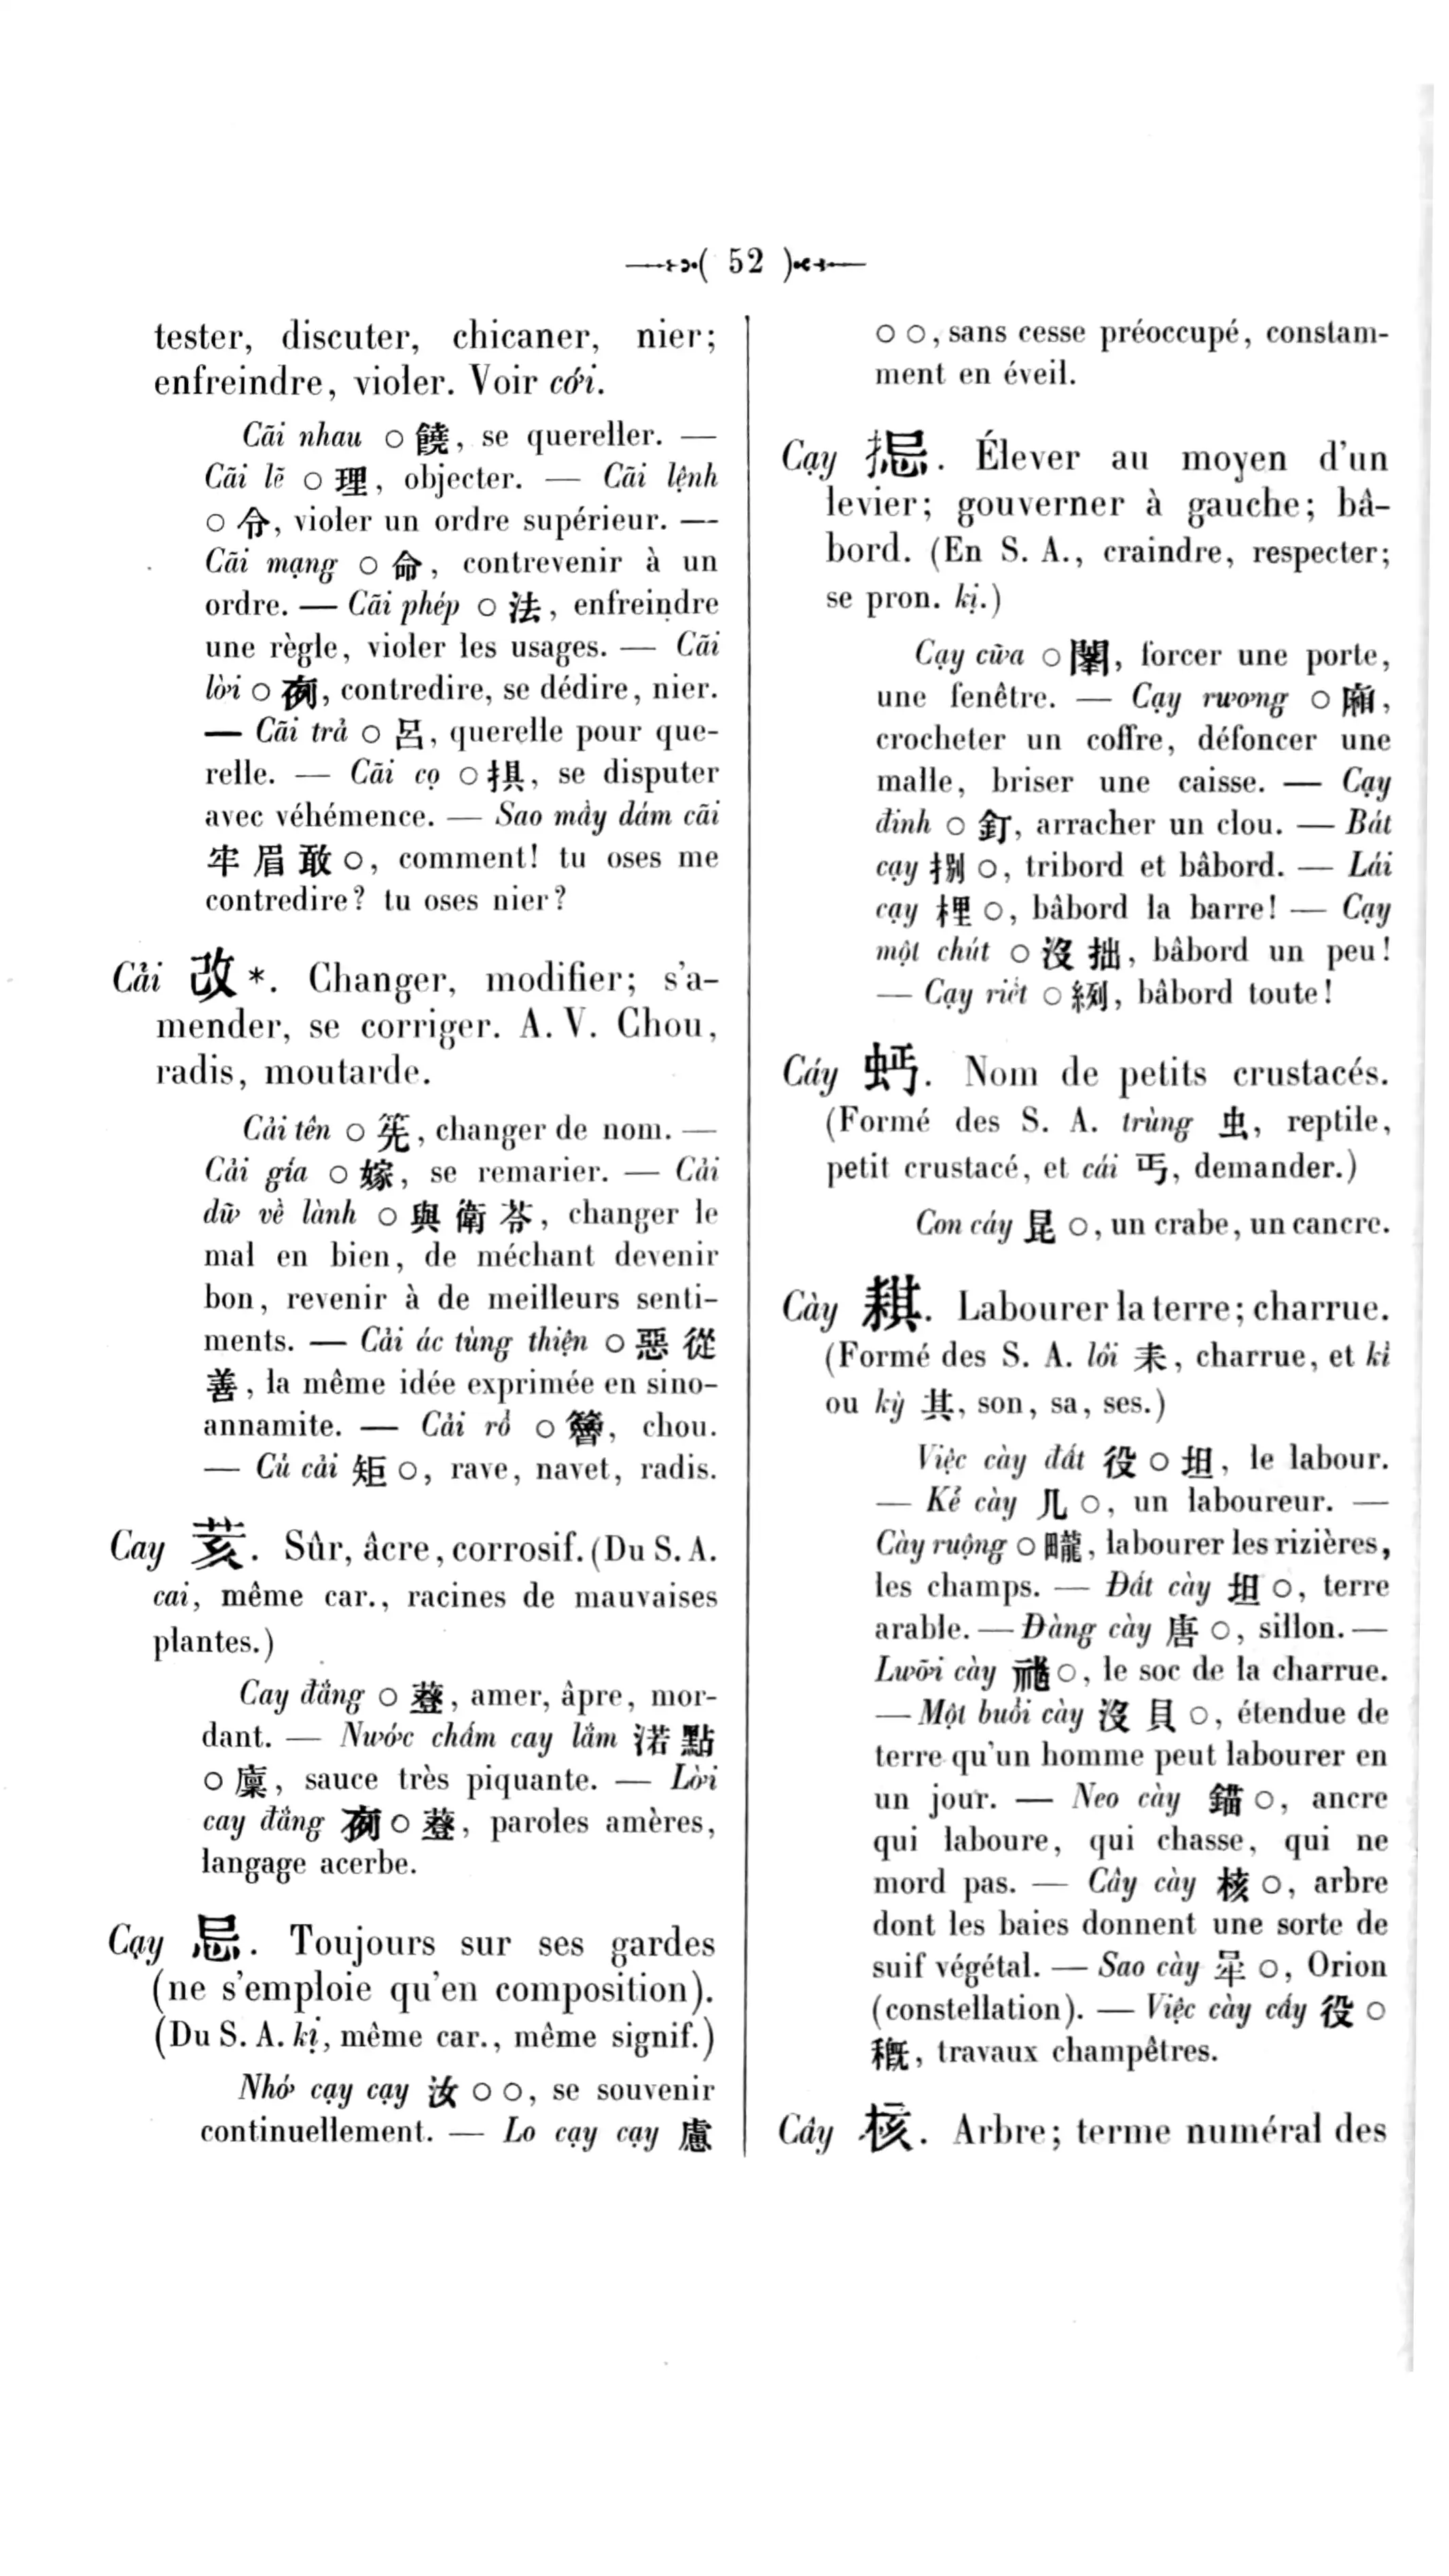 ( 52 )
tester, discuter, chicaner, nier;
enfreindre, violer. Voir cới.
Cãi nhau ○ 饒, se quereller. —
Cãi lẽ ○ 理, objecter. — Cãi lệnh
○ 令, violer un ordre supérieur. —
Cãi mạng ○ 命, contrevenir à un
ordre. — Cãi phép ○ 法, enfreindre
une règle, violer les usages. — Cãi
lời ○, contredire, se dédire, nier.
— Cãi trả ○ 呂, querelle pour que-
relle. — Cãi cọ ○ 挸, se disputer
avec véhémence. — Sao mầy dám cãi
牢 眉 敢 ○, comment! tu oses me
contredire? tu oses nier?
Cải 改 *. Changer, modifier; s'a-
mender, se corriger. A. V. Chou,
radis, moutarde.
Cải tên ○ 筅, changer de nom. —
Cải gía ○ 嫁, se remarier. — Cải
dữ về lành ○ 與 衛 苓, changer le
mal en bien, de méchant devenir
bon, revenir à de meilleurs senti-
ments. — Cải ác tùng thiện ○ 惡 從
善, la même idée exprimée en sino-
annamite. — Cải rổ ○, chou.
— Củ cải 矩 ○, rave, navet, radis.
Cay 荄. Sûr, âcre, corrosif. (Du S. A.
cai, même car., racines de mauvaises
plantes.)
Cay đắng ○ 䔲, amer, âpre, mor-
dant. — Nước chấm cay lắm 渃 點
○ 廩, sauce très piquante. — Lời
cay đắng ○ 䔲, paroles amères,
langage acerbe.
Cạy 忌. Toujours sur ses gardes
(ne s'emploie qu'en composition).
(Du S. A. kị, même car., même signif.)
Nhớ cạy cạy 汝 ○ ○, se souvenir
continuellement. — Lo cạy cạy 慮
○ ○, sans cesse préoccupé, constam-
ment en éveil.
Cạy 㧉. Élever au moyen d'un
levier; gouverner à gauche; bâ-
bord. (En S. A., craindre, respecter;
se pron. kị.)
Cạy cửa ○, forcer une porte,
une fenêtre. — Cạy rương ○ 廂,
crocheter un coffre, défoncer une
malle, briser une caisse. — Cạy
đinh ○ 釘, arracher un clou. — Bát
cạy 捌 ○, tribord et bâbord. — Lái
cạy 梩 ○, bâbord la barre! — Cạy
một chút ○ 沒 拙, bâbord un peu!
— Cạy riết ○ 綟, bâbord toute!
Cáy 虾. Nom de petits crustacés.
(Formé des S. A. trùng 虫, reptile,
petit crustacé, et cái 丐, demander.)
Con cáy 昆 ○, un crabe, un cancre.
Cày 䎢. Labourer la terre; charrue.
(Formé des S. A. lôi 耒, charrue, et kì
ou kỳ 其, son, sa, ses.)
Việc cày đất 役 ○ 坦, le labour.
— Kẻ cày 几 ○, un laboureur. —
Cày ruộng ○ 𪽞, labourer les rizières,
les champs. — Đất cày 坦 ○, terre
arable. — Đàng cày 唐 ○, sillon. —
Lưỡi cày ○, le soc de la charrue.
— Một buổi cày 沒 貝 ○, étendue de
terre qu'un homme peut labourer en
un jour. — Neo cày 錨 ○, ancre
qui laboure, qui chasse, qui ne
mord pas. — Cây cày 核 ○, arbre
dont les baies donnent une sorte de
suif végétal. — Sao cày 𣇟 ○, Orion
(constellation). — Việc cày cấy 役 ○
穊, travaux champêtres.
Cây 核. Arbre; terme numéral des